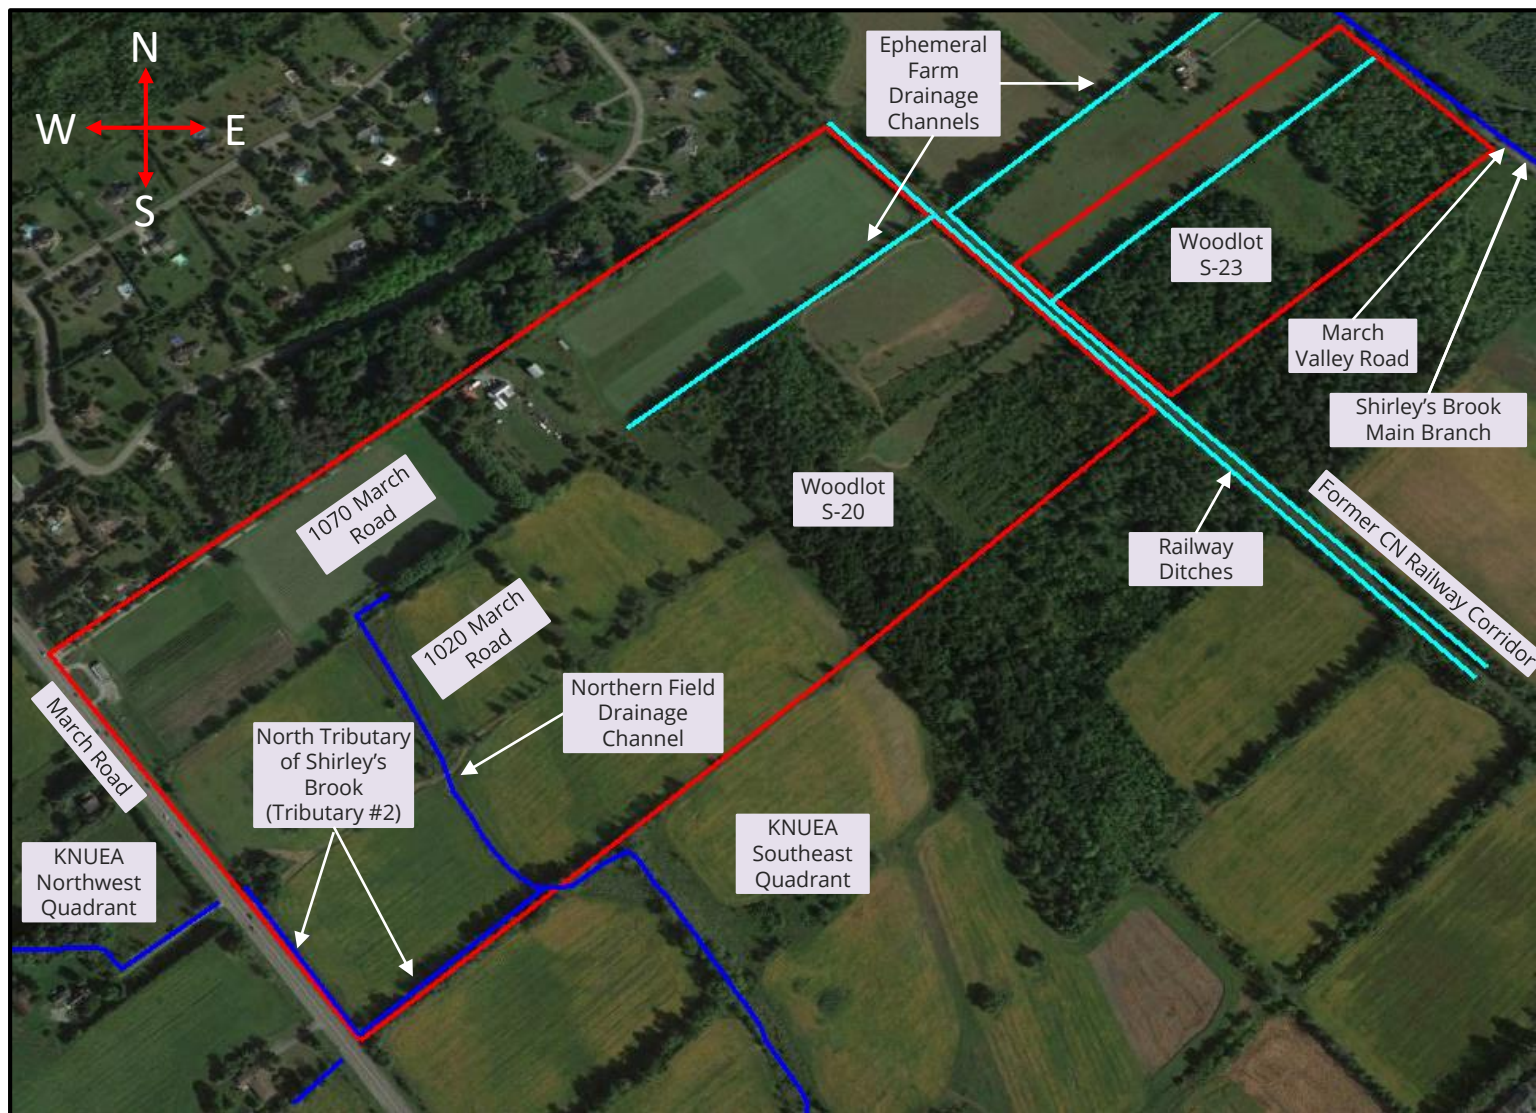 N
W
E
S
Ephemeral
Farm
Drainage
Channels
Woodlot
S-23
March
Valley Road
Shirley's Brook
Main Branch
1070 March
Road
Woodlot
S-20
Railway
Ditches
Former CN Railway Corridor
1020 March
Road
Northern Field
Drainage
Channel
March Road
North Tributary
of Shirley's
Brook
(Tributary #2)
KNUEA
Northwest
Quadrant
KNUEA
Southeast
Quadrant